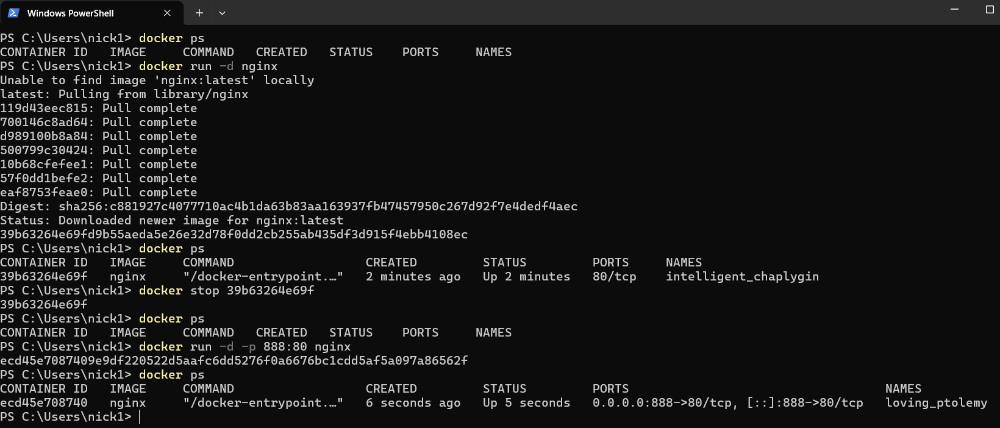 Windows PowerShell
PS C:\Users\nick1> docker ps
CONTAINER ID   IMAGE     COMMAND   CREATED   STATUS    PORTS     NAMES
PS C:\Users\nick1> docker run -d nginx
Unable to find image 'nginx:latest' locally
latest: Pulling from library/nginx
119d43eec815: Pull complete
700146c8ad64: Pull complete
d989100b8a84: Pull complete
500799c30424: Pull complete
10b68cfefee1: Pull complete
57f0dd1befe2: Pull complete
eaf8753feae0: Pull complete
Digest: sha256:c881927c4077710ac4b1da63b83aa163937fb47457950c267d92f7e4dedf4aec
Status: Downloaded newer image for nginx:latest
39b63264e69fd9b55aeda5e26e32d78f0dd2cb255ab435df3d915f4ebb4108ec
PS C:\Users\nick1> docker ps
CONTAINER ID   IMAGE     COMMAND                  CREATED         STATUS         PORTS     NAMES
39b63264e69f   nginx     "/docker-entrypoint.…"   2 minutes ago   Up 2 minutes   80/tcp    intelligent_chaplygin
PS C:\Users\nick1> docker stop 39b63264e69f
39b63264e69f
PS C:\Users\nick1> docker ps
CONTAINER ID   IMAGE     COMMAND   CREATED   STATUS    PORTS     NAMES
PS C:\Users\nick1> docker run -d -p 888:80 nginx
ecd45e7087409e9df220522d5aafc6dd5276f0a6676bc1cdd5af5a097a86562f
PS C:\Users\nick1> docker ps
CONTAINER ID   IMAGE     COMMAND                  CREATED         STATUS         PORTS                                   NAMES
ecd45e708740   nginx     "/docker-entrypoint.…"   6 seconds ago   Up 5 seconds   0.0.0.0:888->80/tcp, [::]:888->80/tcp   loving_ptolemy
PS C:\Users\nick1>